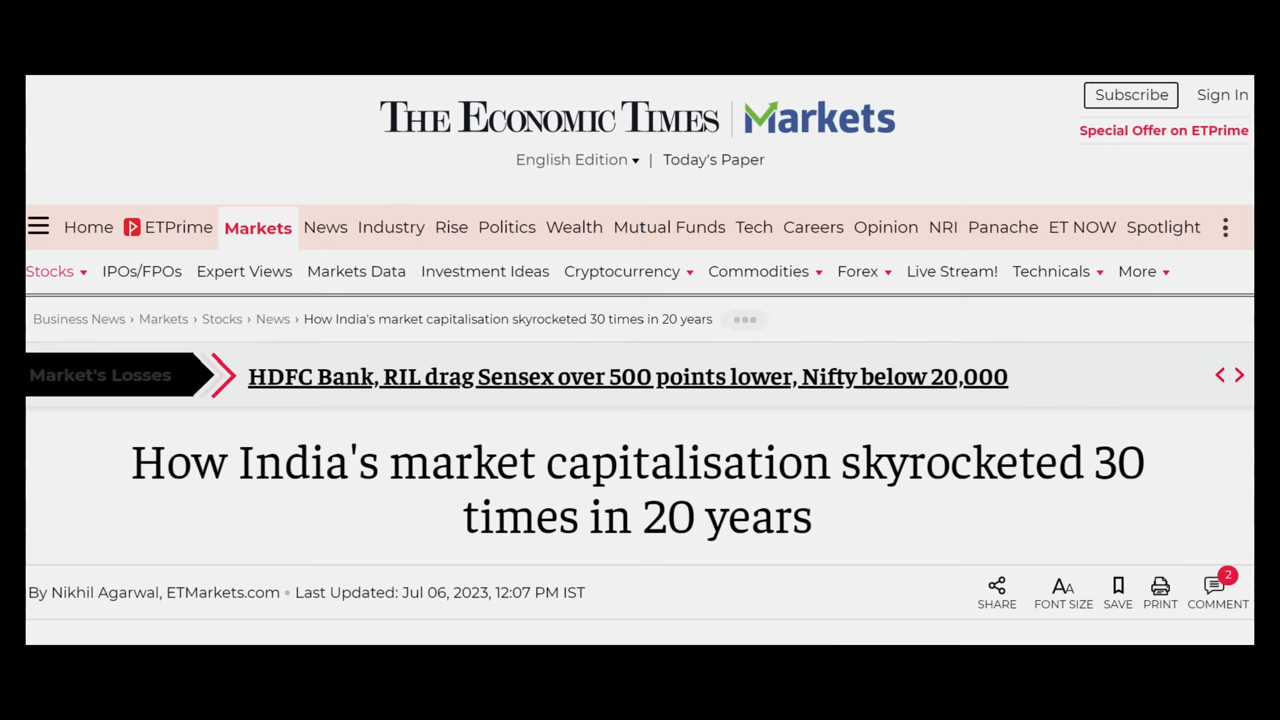 THE ECONOMIC TIMES | Markets
Subscribe Sign In
Special Offer on ETPrime
English Edition | Today's Paper
Home ETPrime Markets News Industry Rise Politics Wealth Mutual Funds Tech Careers Opinion NRI Panache ET NOW Spotlight
Stocks IPOs/FPOs Expert Views Markets Data Investment Ideas Cryptocurrency Commodities Forex Live Stream! Technicals More
Business News › Markets › Stocks › News › How India's market capitalisation skyrocketed 30 times in 20 years
Market's Losses HDFC Bank, RIL drag Sensex over 500 points lower, Nifty below 20,000
How India's market capitalisation skyrocketed 30
times in 20 years
By Nikhil Agarwal, ETMarkets.com • Last Updated: Jul 06, 2023, 12:07 PM IST
2
AA
SHARE FONT SIZE SAVE PRINT COMMENT